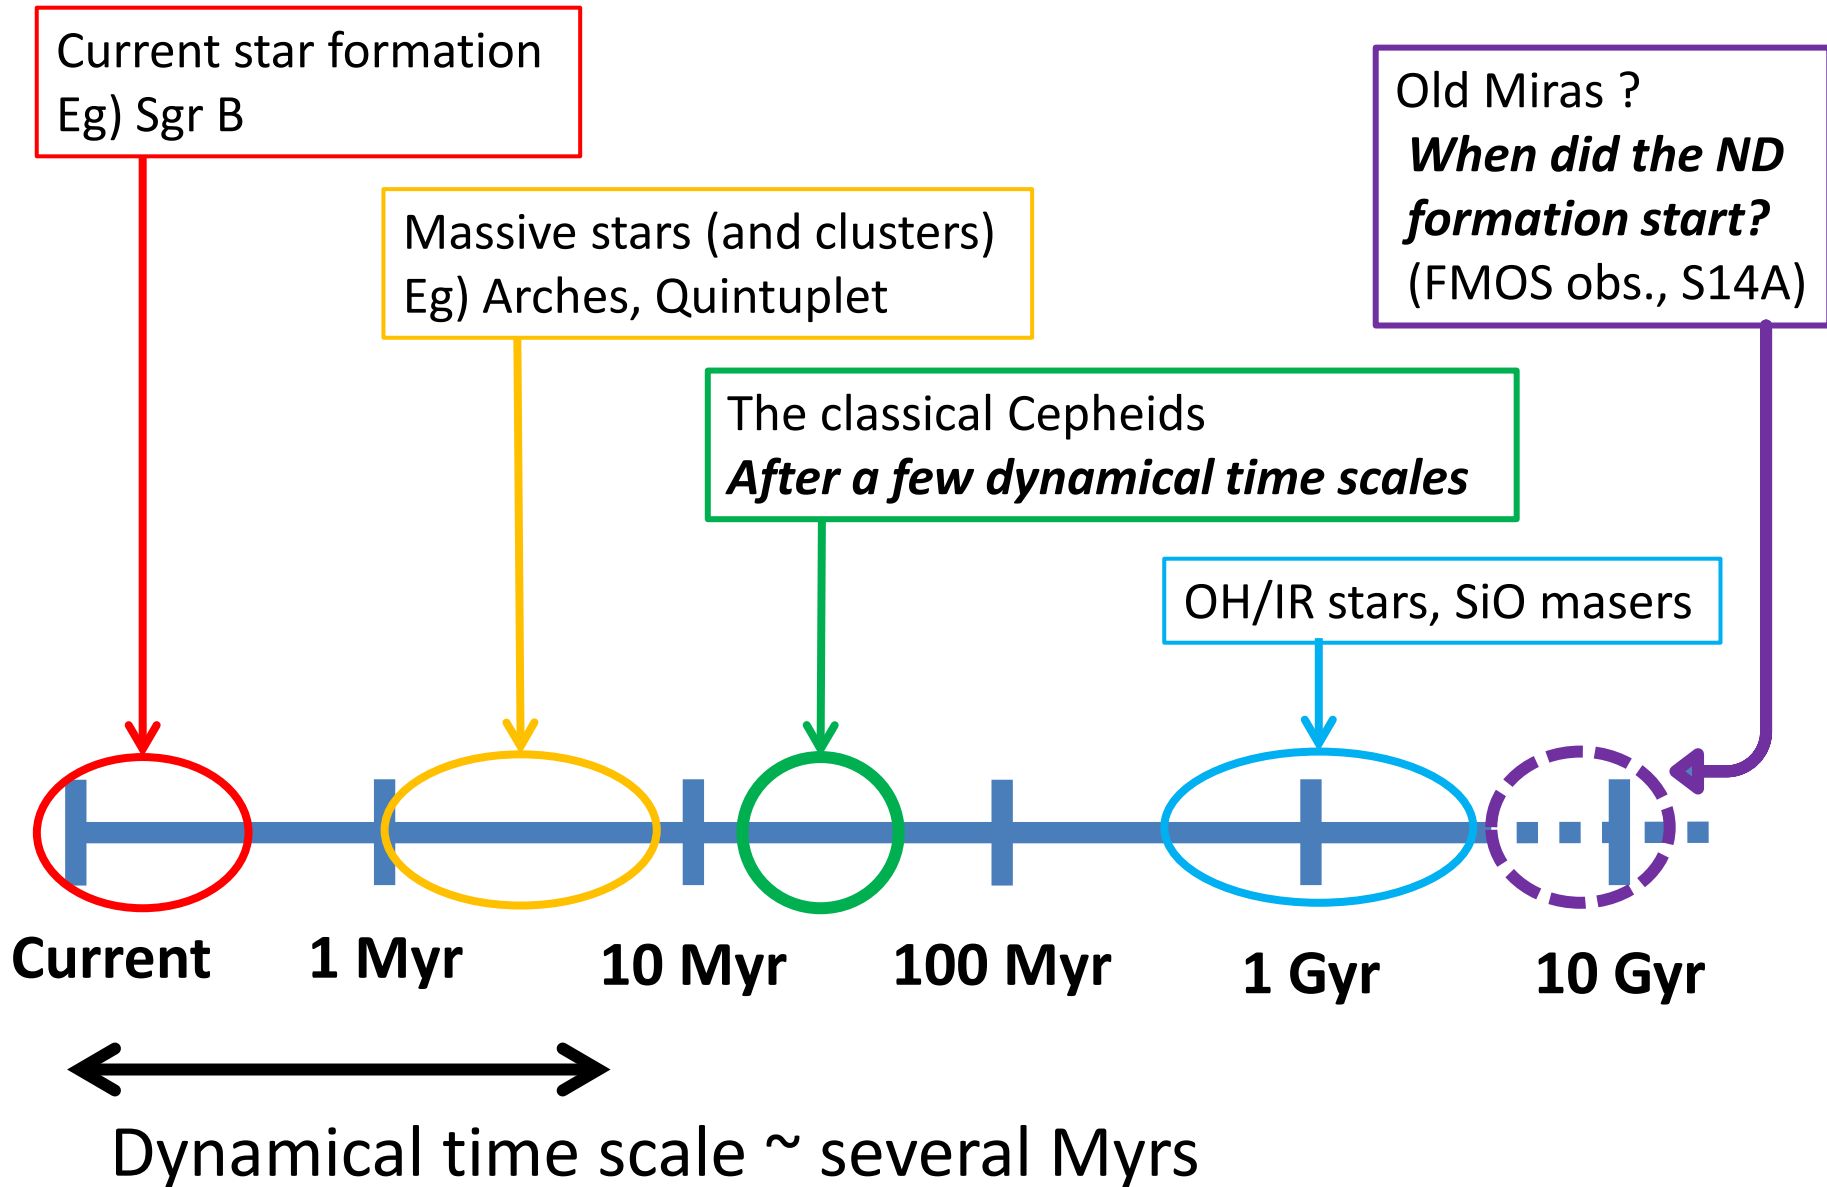 Current star formation
Eg) Sgr B
Old Miras ?
When did the ND
formation start?
(FMOS obs., S14A)
Massive stars (and clusters)
Eg) Arches, Quintuplet
The classical Cepheids
After a few dynamical time scales
OH/IR stars, SiO masers
Current
1 Myr
10 Myr
100 Myr
1 Gyr
10 Gyr
Dynamical time scale ~ several Myrs